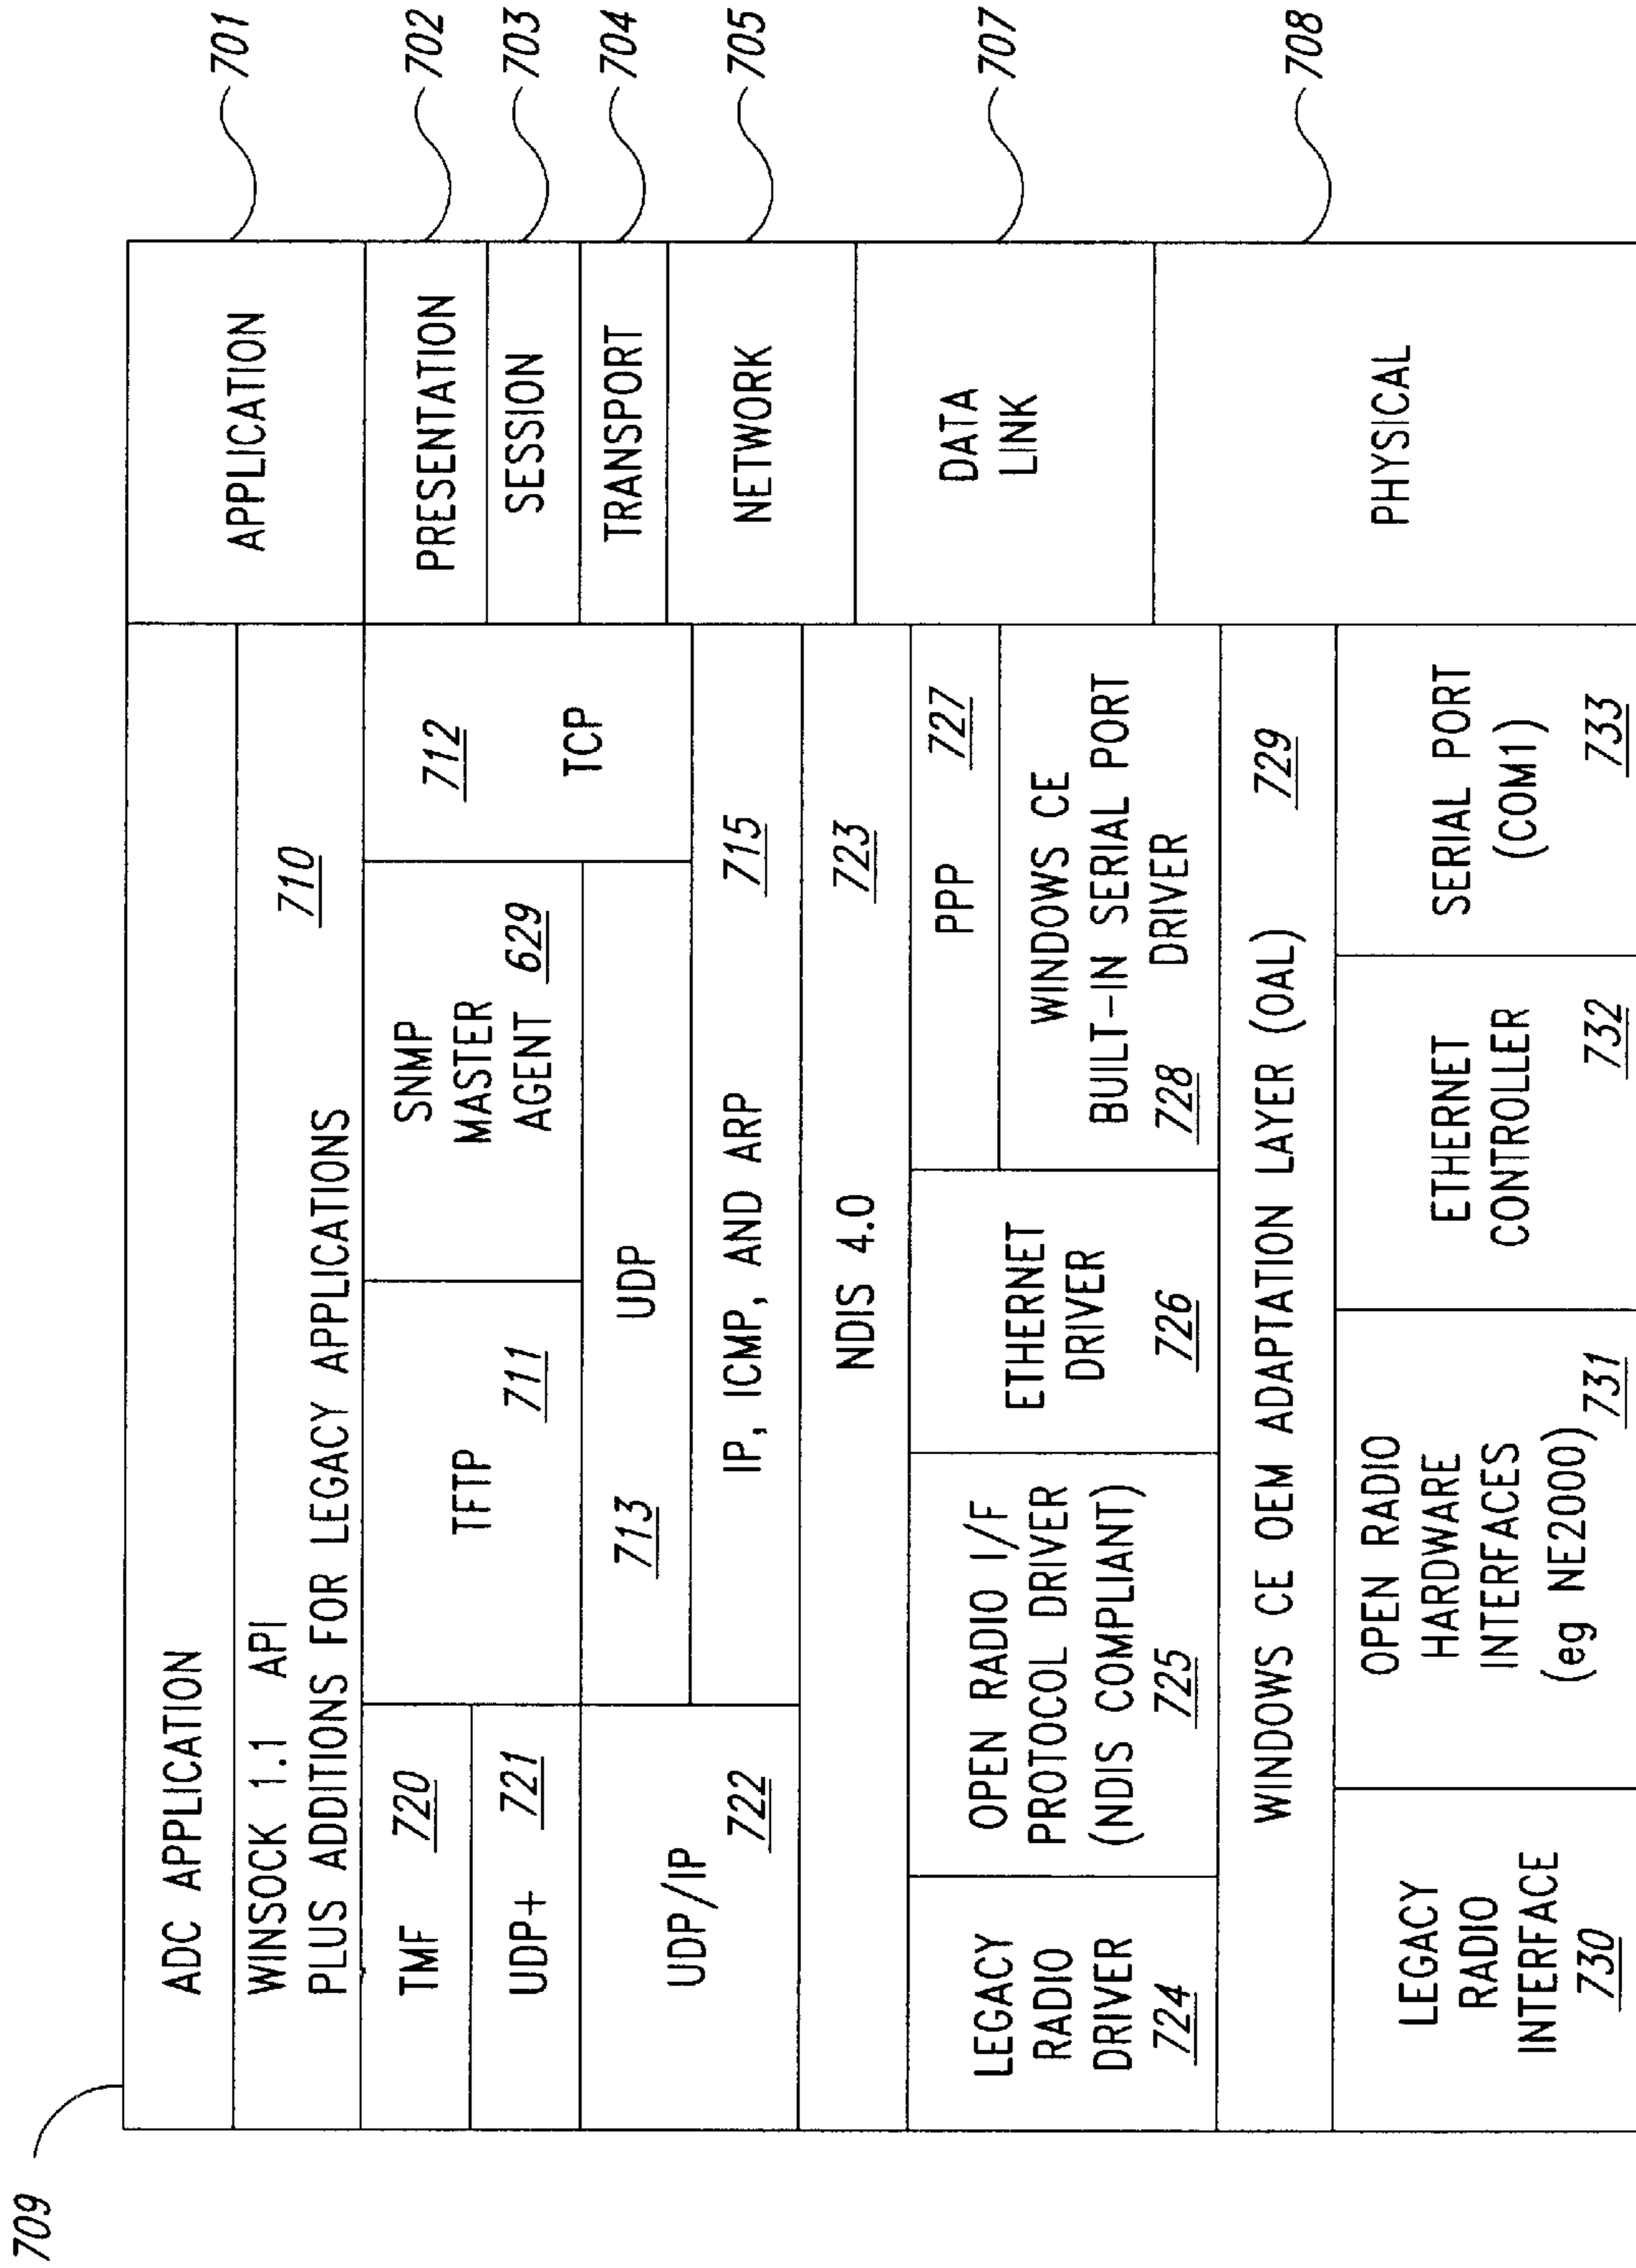 709
ADC APPLICATION
WINSOCK 1.1 API
PLUS ADDITIONS FOR LEGACY APPLICATIONS
710
TMF 720
UDP+ 721
UDP/IP
722
TFTP
711
SNMP
MASTER
AGENT 629
712
TCP
713
UDP
IP, ICMP, AND ARP 715
NDIS 4.0 723
LEGACY
RADIO
DRIVER
724
OPEN RADIO I/F
PROTOCOL DRIVER
(NDIS COMPLIANT)
725
ETHERNET
DRIVER
726
PPP 727
WINDOWS CE
BUILT-IN SERIAL PORT
DRIVER
728
WINDOWS CE OEM ADAPTATION LAYER (OAL) 729
LEGACY
RADIO
INTERFACE
730
OPEN RADIO
HARDWARE
INTERFACES
(eg NE2000) 731
ETHERNET
CONTROLLER
732
SERIAL PORT
(COM1)
733
APPLICATION
701
PRESENTATION
702
SESSION
703
TRANSPORT
704
NETWORK
705
DATA
LINK
707
PHYSICAL
708